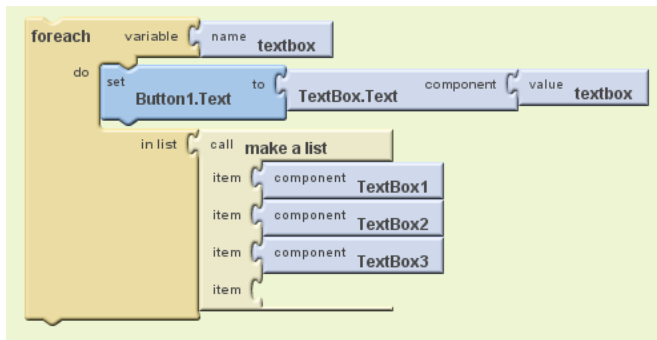 foreach variable name textbox
do set Button1.Text to TextBox.Text component value textbox
in list call make a list
item component TextBox1
item component TextBox2
item component TextBox3
item